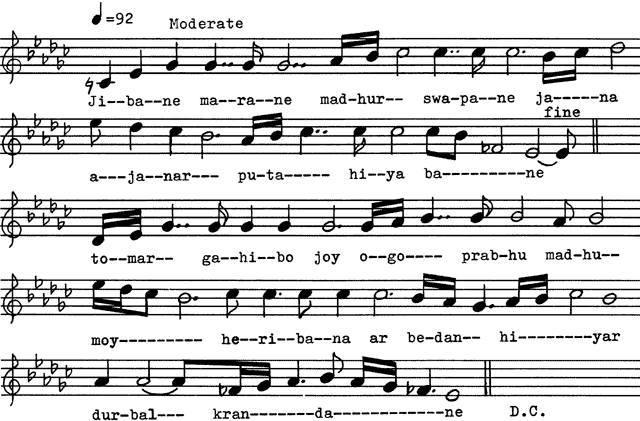 ♩=92 Moderate
Ji--ba--ne ma--ra--ne mad-hur-- swa-pa--ne ja-----na
fine
a---ja-nar--- pu-ta----- hi--ya ba---------ne
to--mar-- ga--hi--bo joy o-go---- prab-hu mad-hu--
moy--------- he--ri-ba--na ar be-dan-- hi--------yar
dur-bal--- kran-------da------------ne D.C.